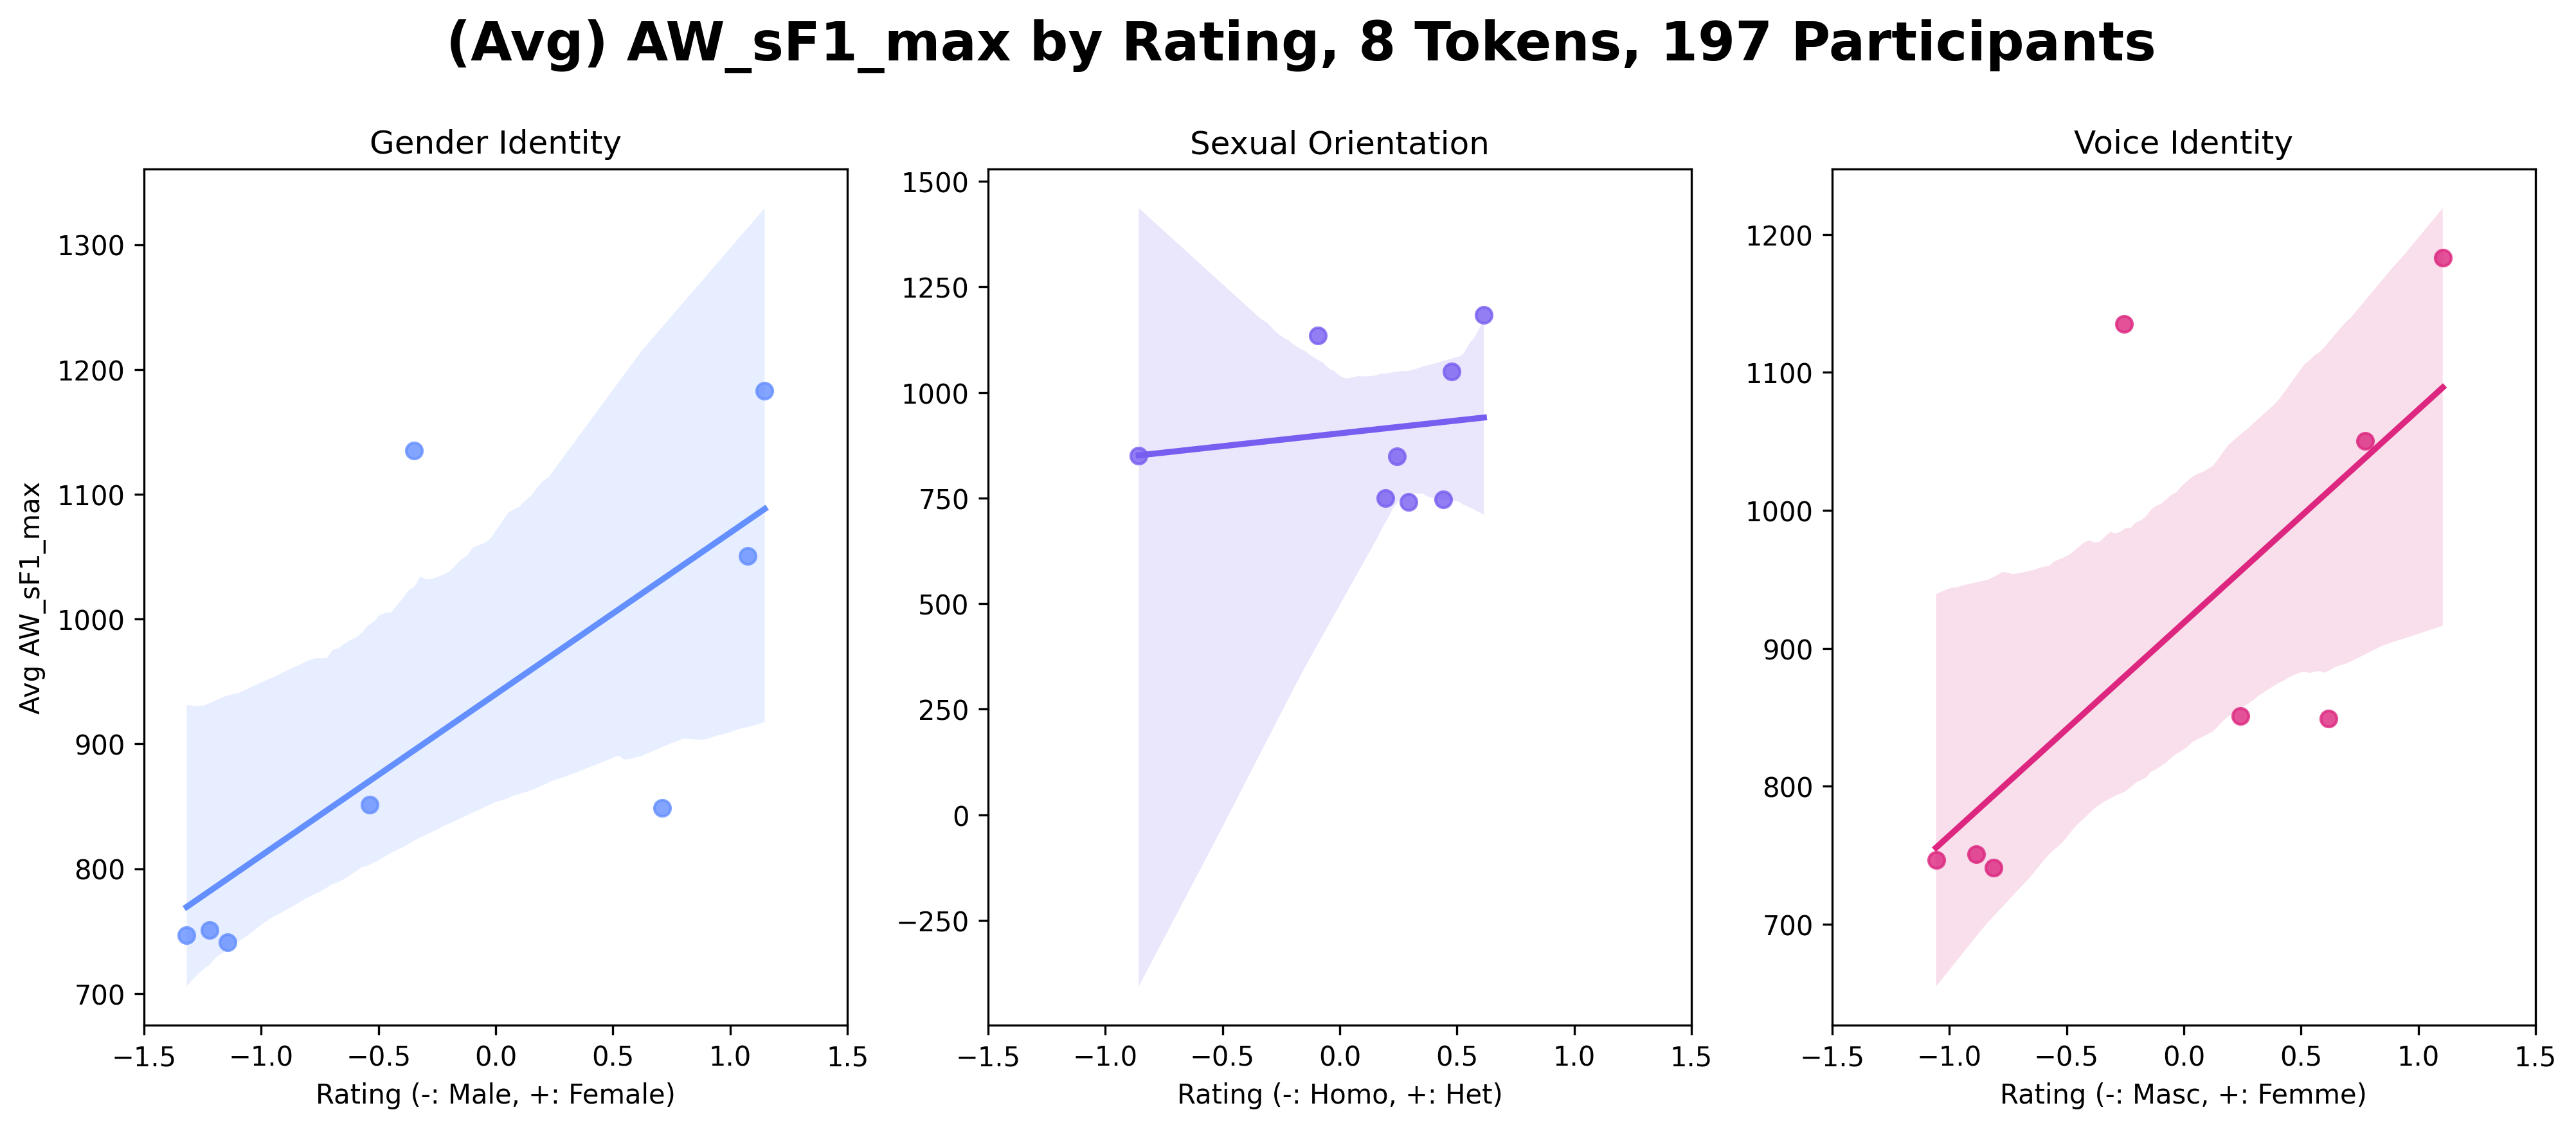 (Avg) AW_sF1_max by Rating, 8 Tokens, 197 Participants
Gender Identity
Avg AW_sF1_max
1300
1200
1100
1000
900
800
700
−1.5 −1.0 −0.5 0.0 0.5 1.0 1.5
Rating (-: Male, +: Female)
Sexual Orientation
1500
1250
1000
750
500
250
0
−250
−1.5 −1.0 −0.5 0.0 0.5 1.0 1.5
Rating (-: Homo, +: Het)
Voice Identity
1200
1100
1000
900
800
700
−1.5 −1.0 −0.5 0.0 0.5 1.0 1.5
Rating (-: Masc, +: Femme)